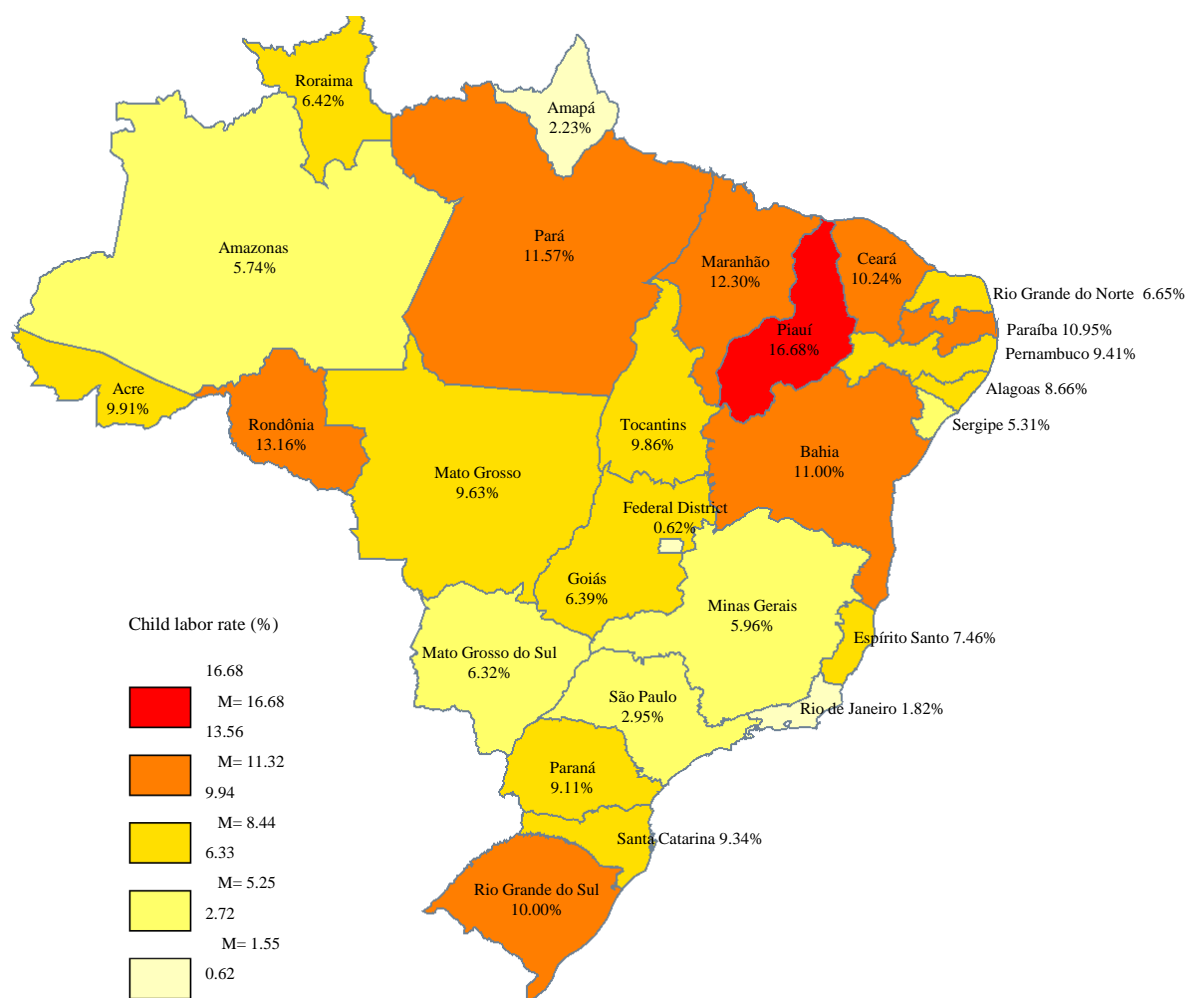 Roraima
6.42%
Amapá
2.23%
Amazonas
5.74%
Pará
11.57%
Maranhão
12.30%
Ceará
10.24%
Rio Grande do Norte 6.65%
Piauí
16.68%
Paraíba 10.95%
Pernambuco 9.41%
Alagoas 8.66%
Sergipe 5.31%
Acre
9.91%
Rondônia
13.16%
Tocantins
9.86%
Bahia
11.00%
Mato Grosso
9.63%
Federal District
0.62%
Goiás
6.39%
Minas Gerais
5.96%
Espírito Santo 7.46%
Mato Grosso do Sul
6.32%
São Paulo
2.95%
Rio de Janeiro 1.82%
Paraná
9.11%
Santa Catarina 9.34%
Rio Grande do Sul
10.00%
Child labor rate (%)
16.68
M= 16.68
13.56
M= 11.32
9.94
M= 8.44
6.33
M= 5.25
2.72
M= 1.55
0.62